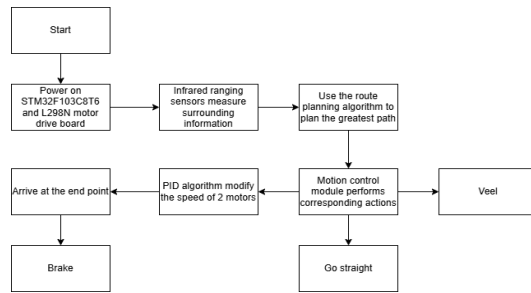 Start
Power on
STM32F103C8T6
and L298N motor
drive board
Infrared ranging
sensors measure
surrounding
information
Use the route
planning algorithm to
plan the greatest path
Arrive at the end point
PID algorithm modify
the speed of 2 motors
Motion control
module performs
corresponding actions
Veel
Brake
Go straight